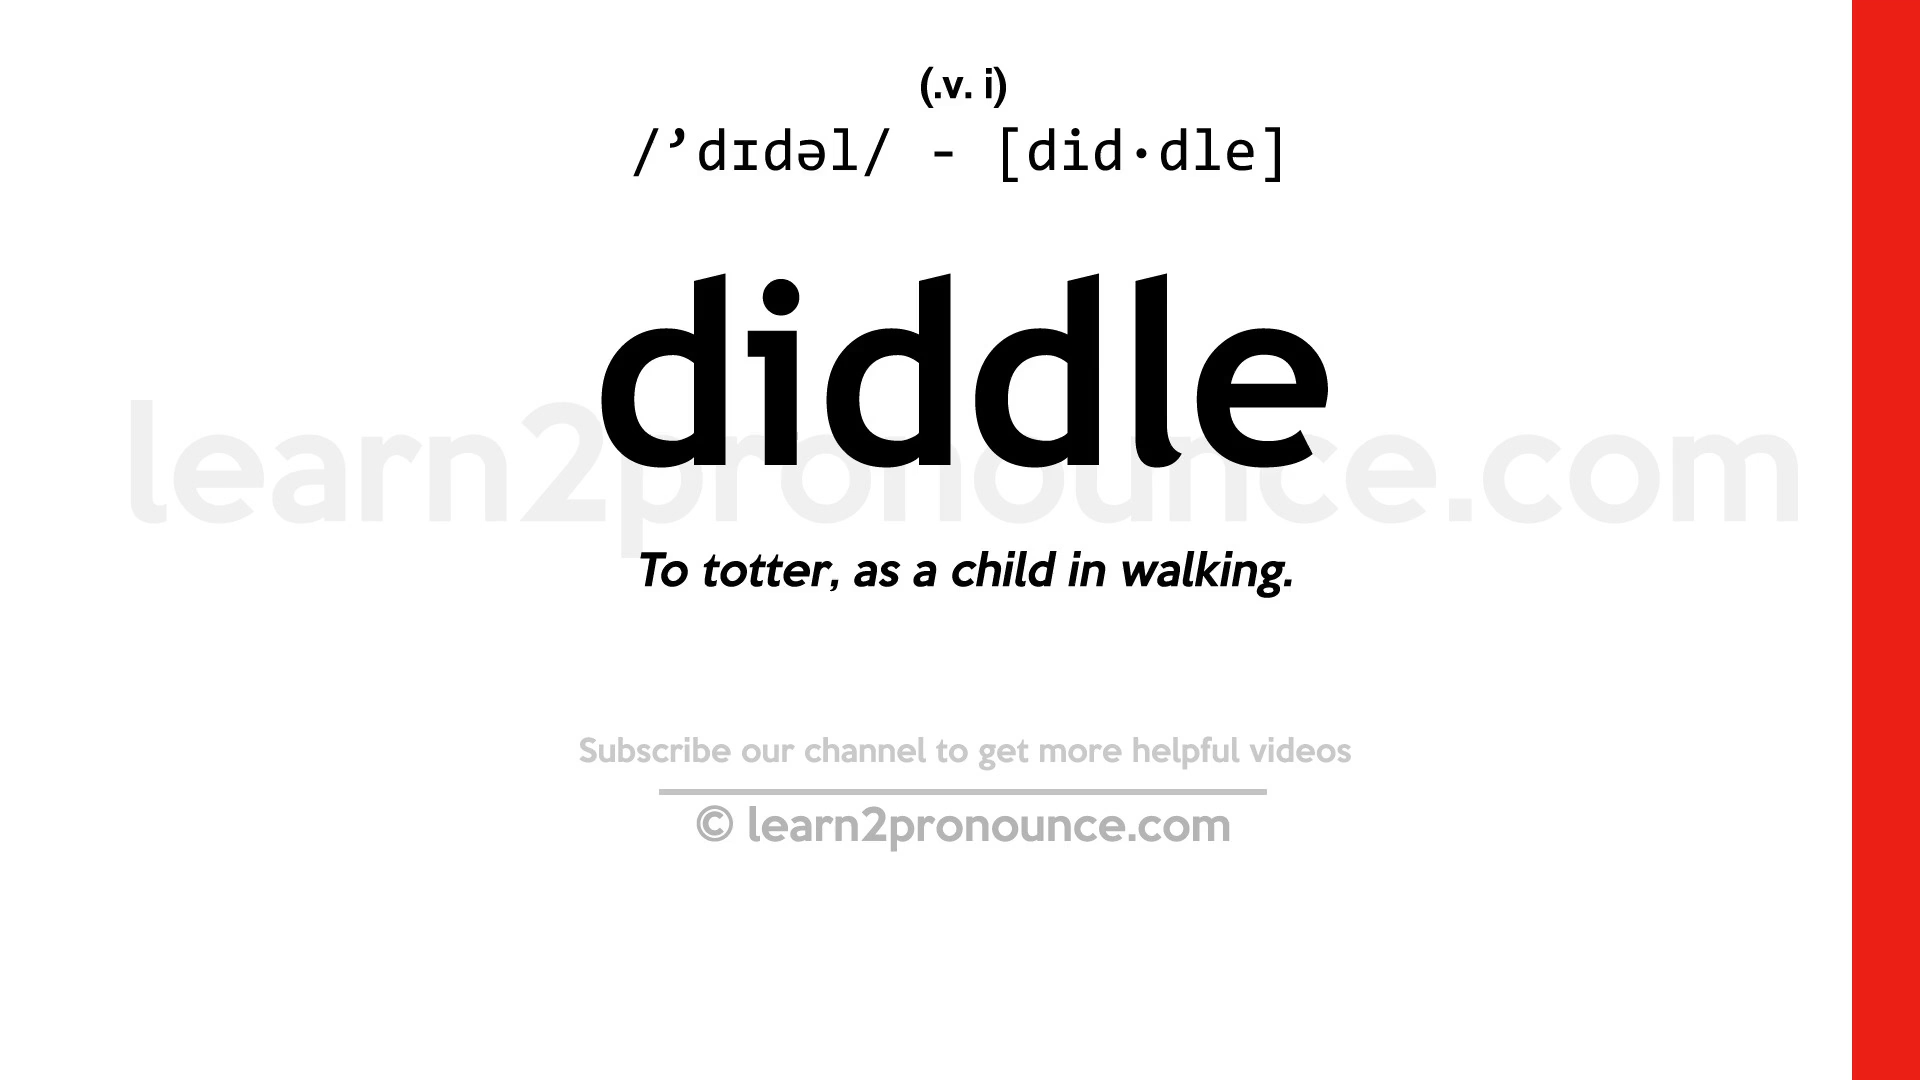 (.v. i)
/’dɪdəl/ - [did·dle]
diddle
learn2pronounce.com
To totter, as a child in walking.
Subscribe our channel to get more helpful videos
© learn2pronounce.com